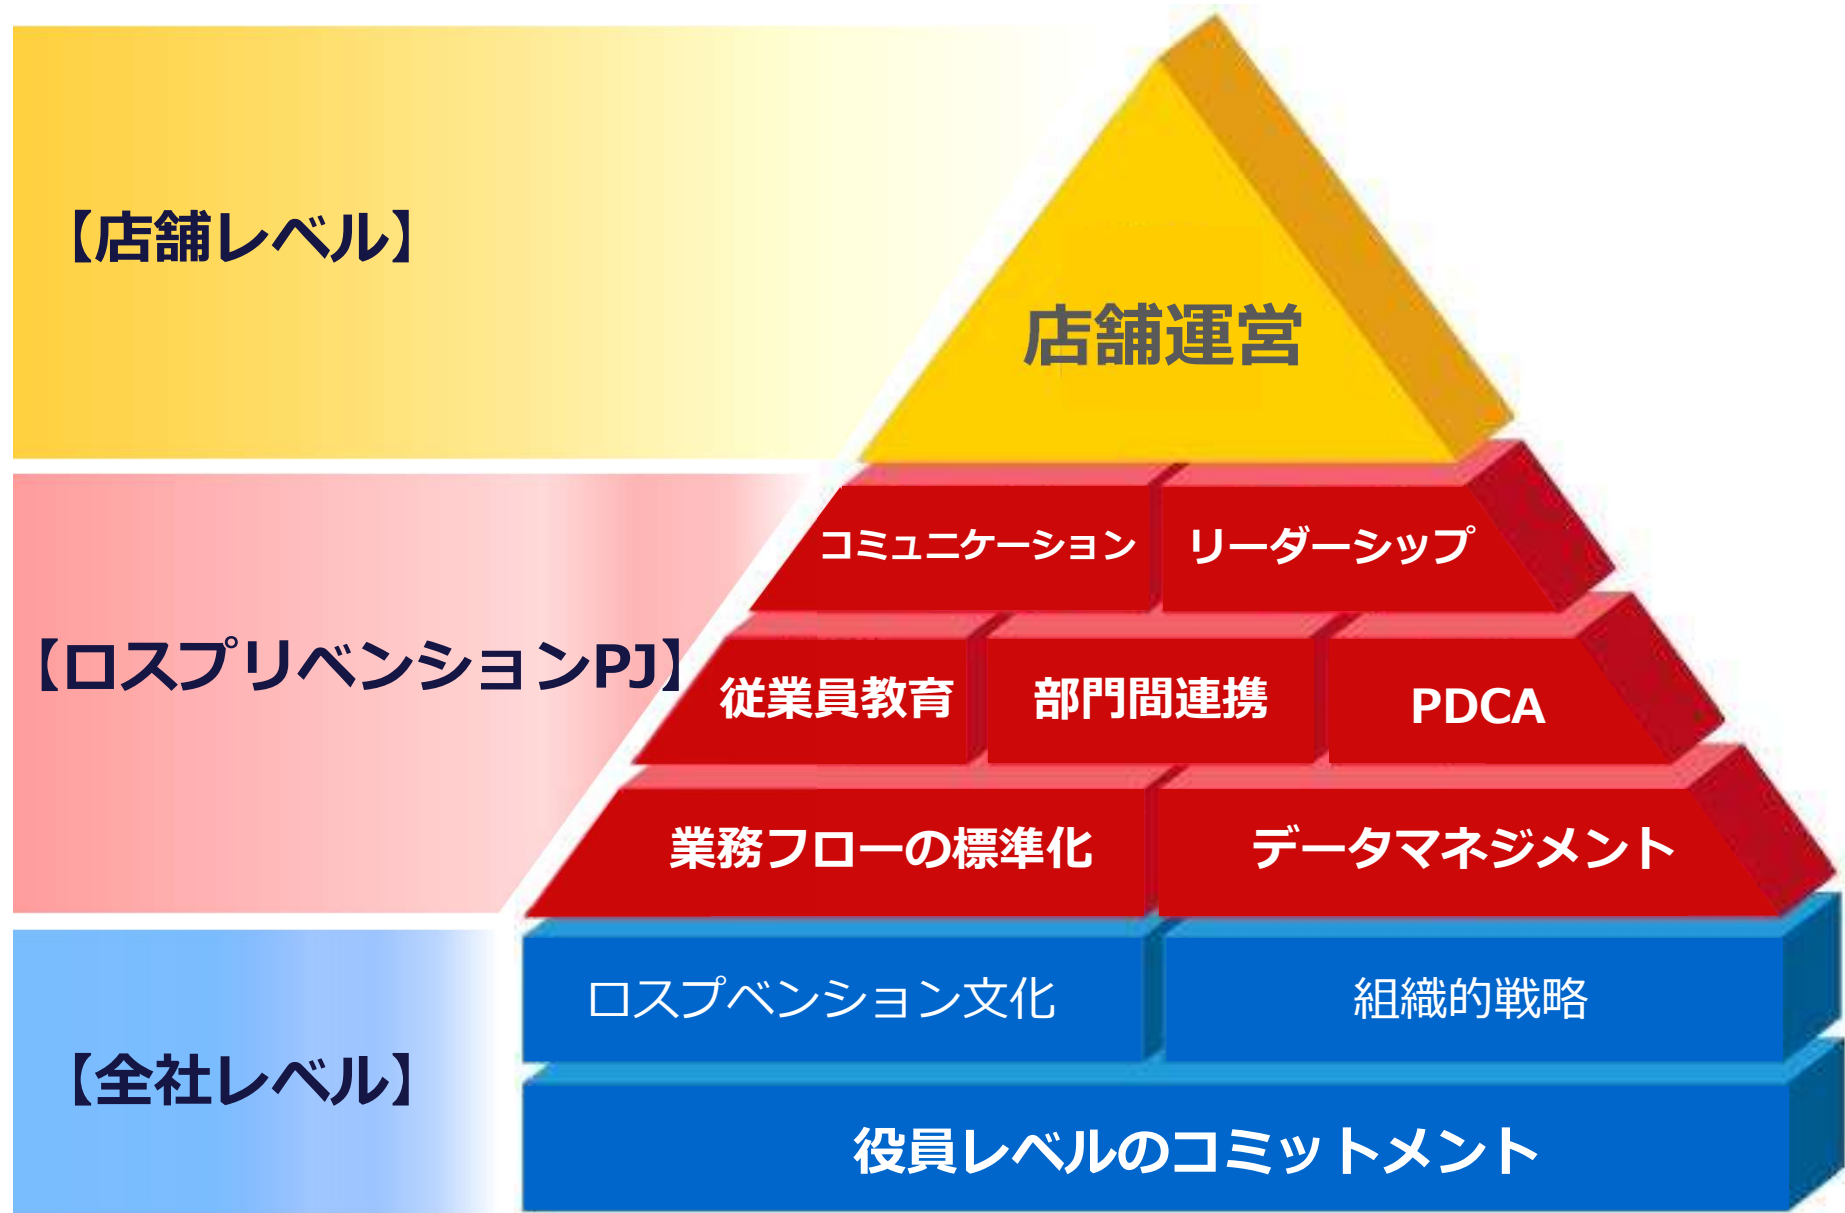 【店舗レベル】
店舗運営
コミュニケーション
リーダーシップ
【ロスプリベンションPJ】
従業員教育
部門間連携
PDCA
業務フローの標準化
データマネジメント
ロスプベンション文化
組織的戦略
【全社レベル】
役員レベルのコミットメント